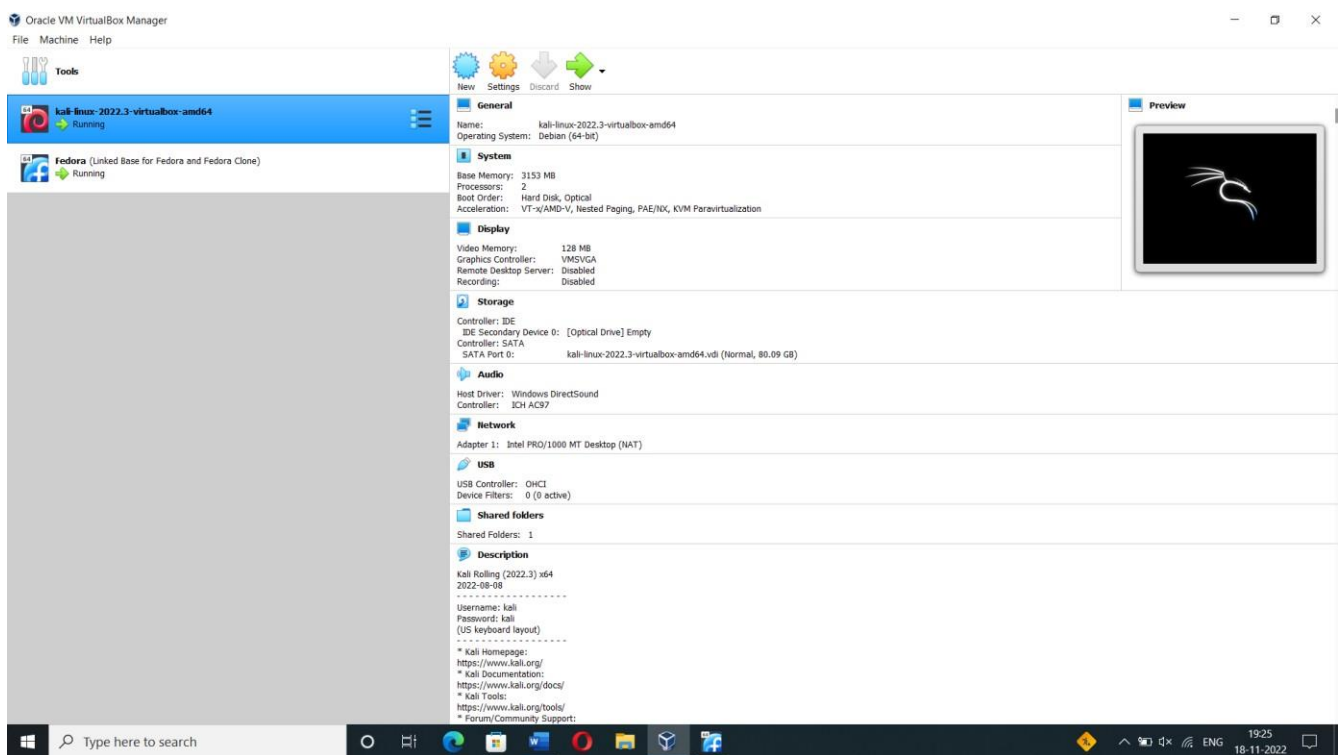 Oracle VM VirtualBox Manager
File Machine Help
Tools
New Settings Discard Show
64
kali-linux-2022.3-virtualbox-amd64
Running
64
Fedora (Linked Base for Fedora and Fedora Clone)
Running
General
Name: kali-linux-2022.3-virtualbox-amd64
Operating System: Debian (64-bit)
Preview
System
Base Memory: 3153 MB
Processors: 2
Boot Order: Hard Disk, Optical
Acceleration: VT-x/AMD-V, Nested Paging, PAE/NX, KVM Paravirtualization
Display
Video Memory: 128 MB
Graphics Controller: VMSVGA
Remote Desktop Server: Disabled
Recording: Disabled
Storage
Controller: IDE
IDE Secondary Device 0: [Optical Drive] Empty
Controller: SATA
SATA Port 0: kali-linux-2022.3-virtualbox-amd64.vdi (Normal, 80.09 GB)
Audio
Host Driver: Windows DirectSound
Controller: ICH AC97
Network
Adapter 1: Intel PRO/1000 MT Desktop (NAT)
USB
USB Controller: OHCI
Device Filters: 0 (0 active)
Shared folders
Shared Folders: 1
Description
Kali Rolling (2022.3) x64
2022-08-08
- - - - - - - - - - - - - - - - - -
Username: kali
Password: kali
(US keyboard layout)
- - - - - - - - - - - - - - - - - -
* Kali Homepage:
https://www.kali.org/
* Kali Documentation:
https://www.kali.org/docs/
* Kali Tools:
https://www.kali.org/tools/
* Forum/Community Support:
Type here to search
ENG
19:25
18-11-2022